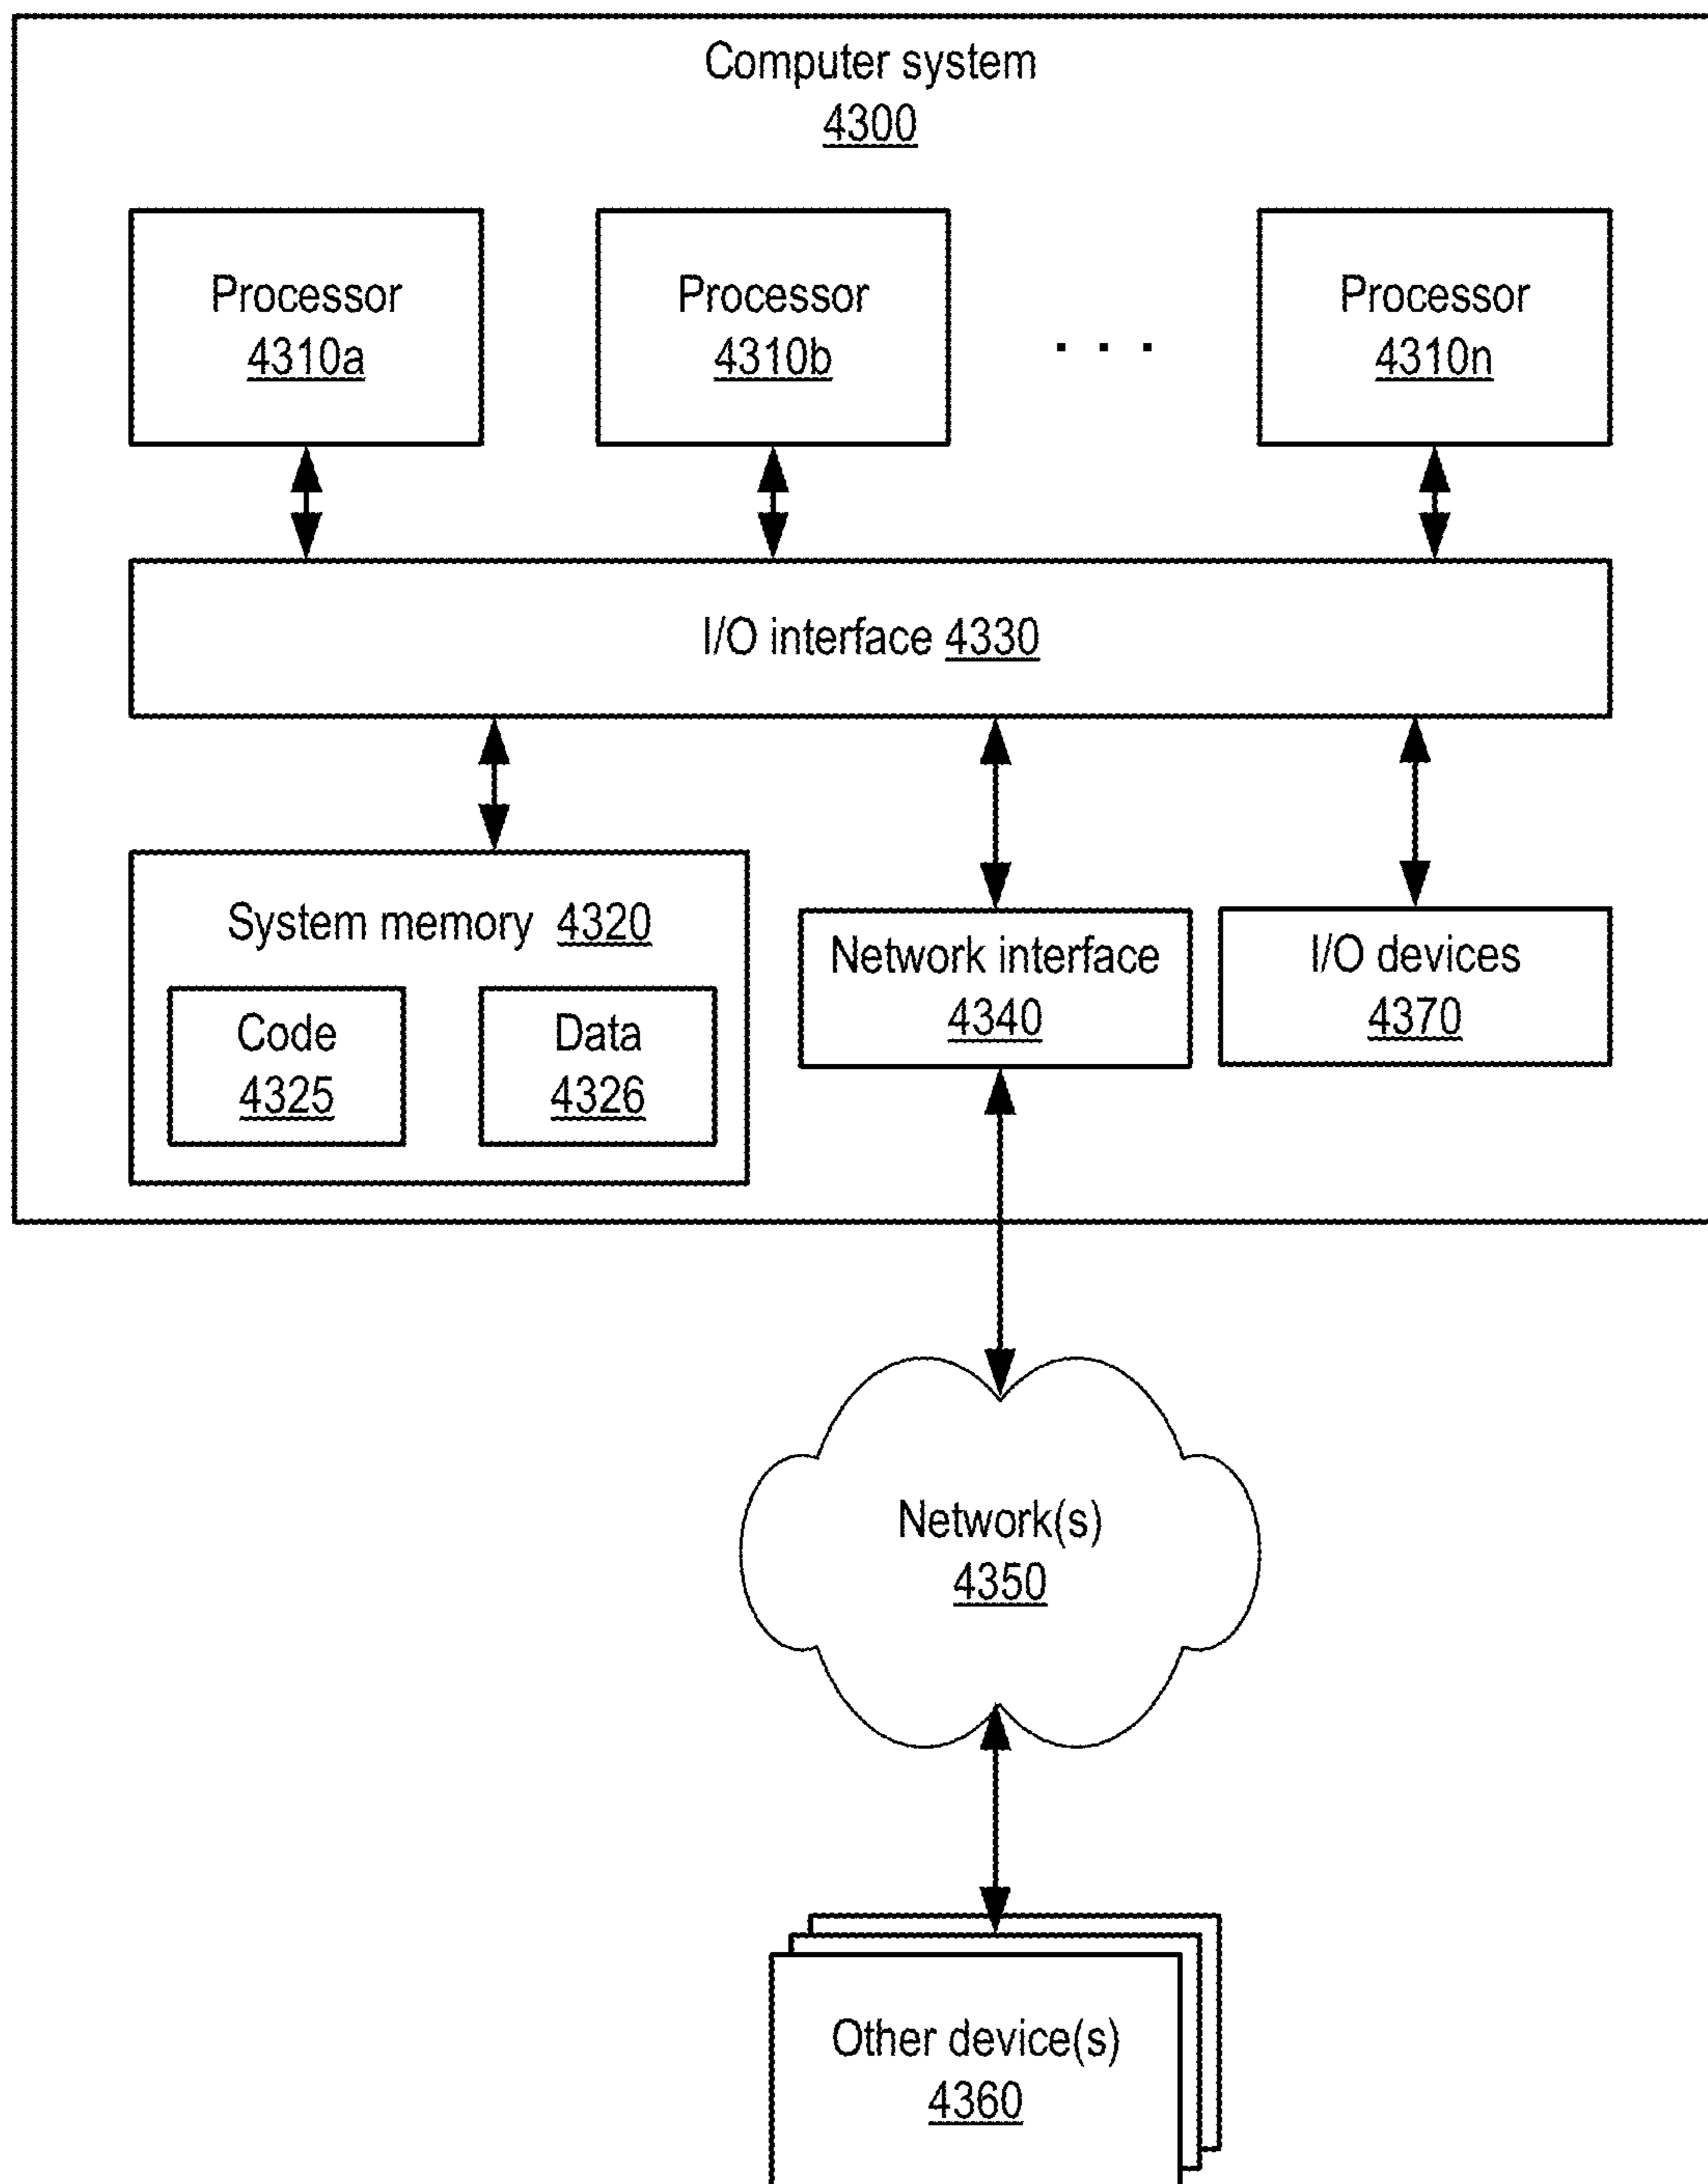 Computer system
4300
Processor
4310a
Processor
4310b
. . .
Processor
4310n
I/O interface 4330
System memory 4320
Code
4325
Data
4326
Network interface
4340
I/O devices
4370
Network(s)
4350
Other device(s)
4360